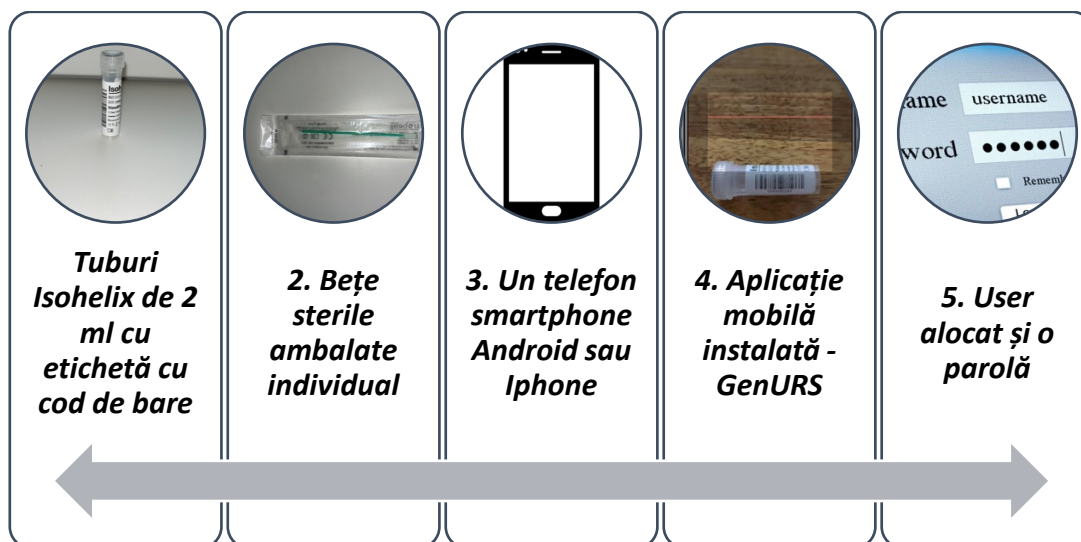 Isohelix
ame
username
word
●●●●●●
Rememb
Tuburi
Isohelix de 2
ml cu
etichetă cu
cod de bare
2. Bețe
sterile
ambalate
individual
3. Un telefon
smartphone
Android sau
Iphone
4. Aplicație
mobilă
instalată -
GenURS
5. User
alocat și o
parolă